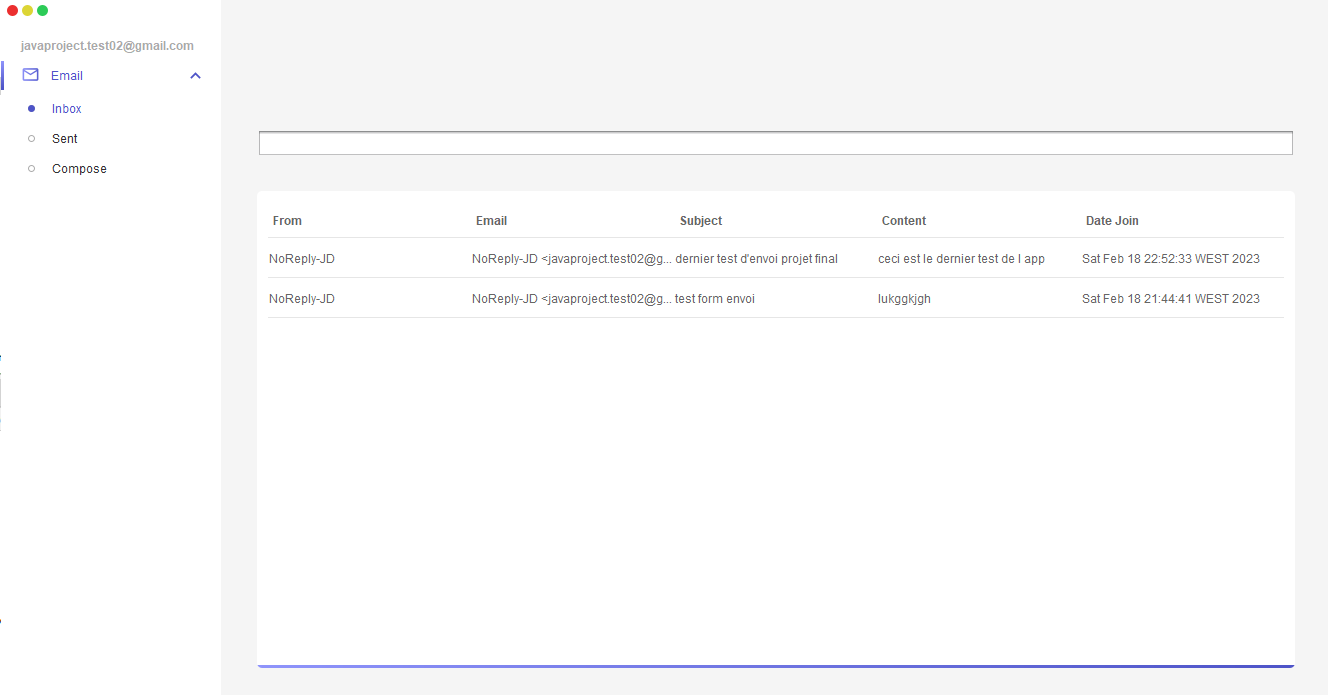 javaproject.test02@gmail.com
Email
Inbox
Sent
Compose
From Email Subject Content Date Join
NoReply-JD NoReply-JD <javaproject.test02@g... dernier test d'envoi projet final ceci est le dernier test de l app Sat Feb 18 22:52:33 WEST 2023
NoReply-JD NoReply-JD <javaproject.test02@g... test form envoi lukggkjgh Sat Feb 18 21:44:41 WEST 2023